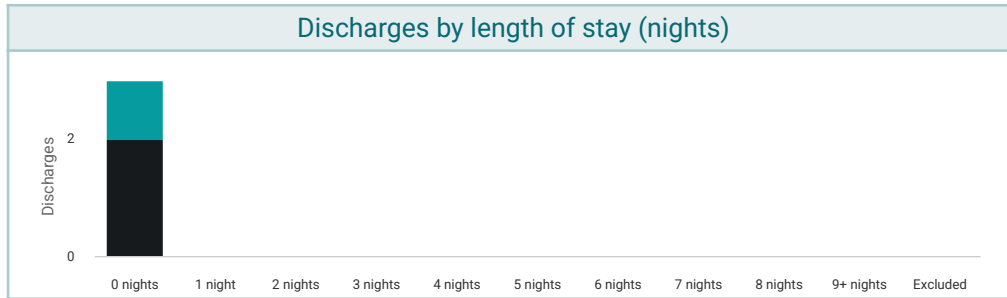 Discharges by length of stay (nights)
Discharges
2
0
0 nights 1 night 2 nights 3 nights 4 nights 5 nights 6 nights 7 nights 8 nights 9+ nights Excluded